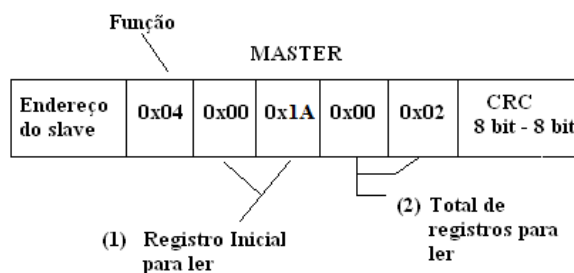 Função
MASTER
Endereço do slave
0x04
0x00
0x1A
0x00
0x02
CRC
8 bit - 8 bit
(1) Registro Inicial
para ler
(2) Total de
registros para
ler